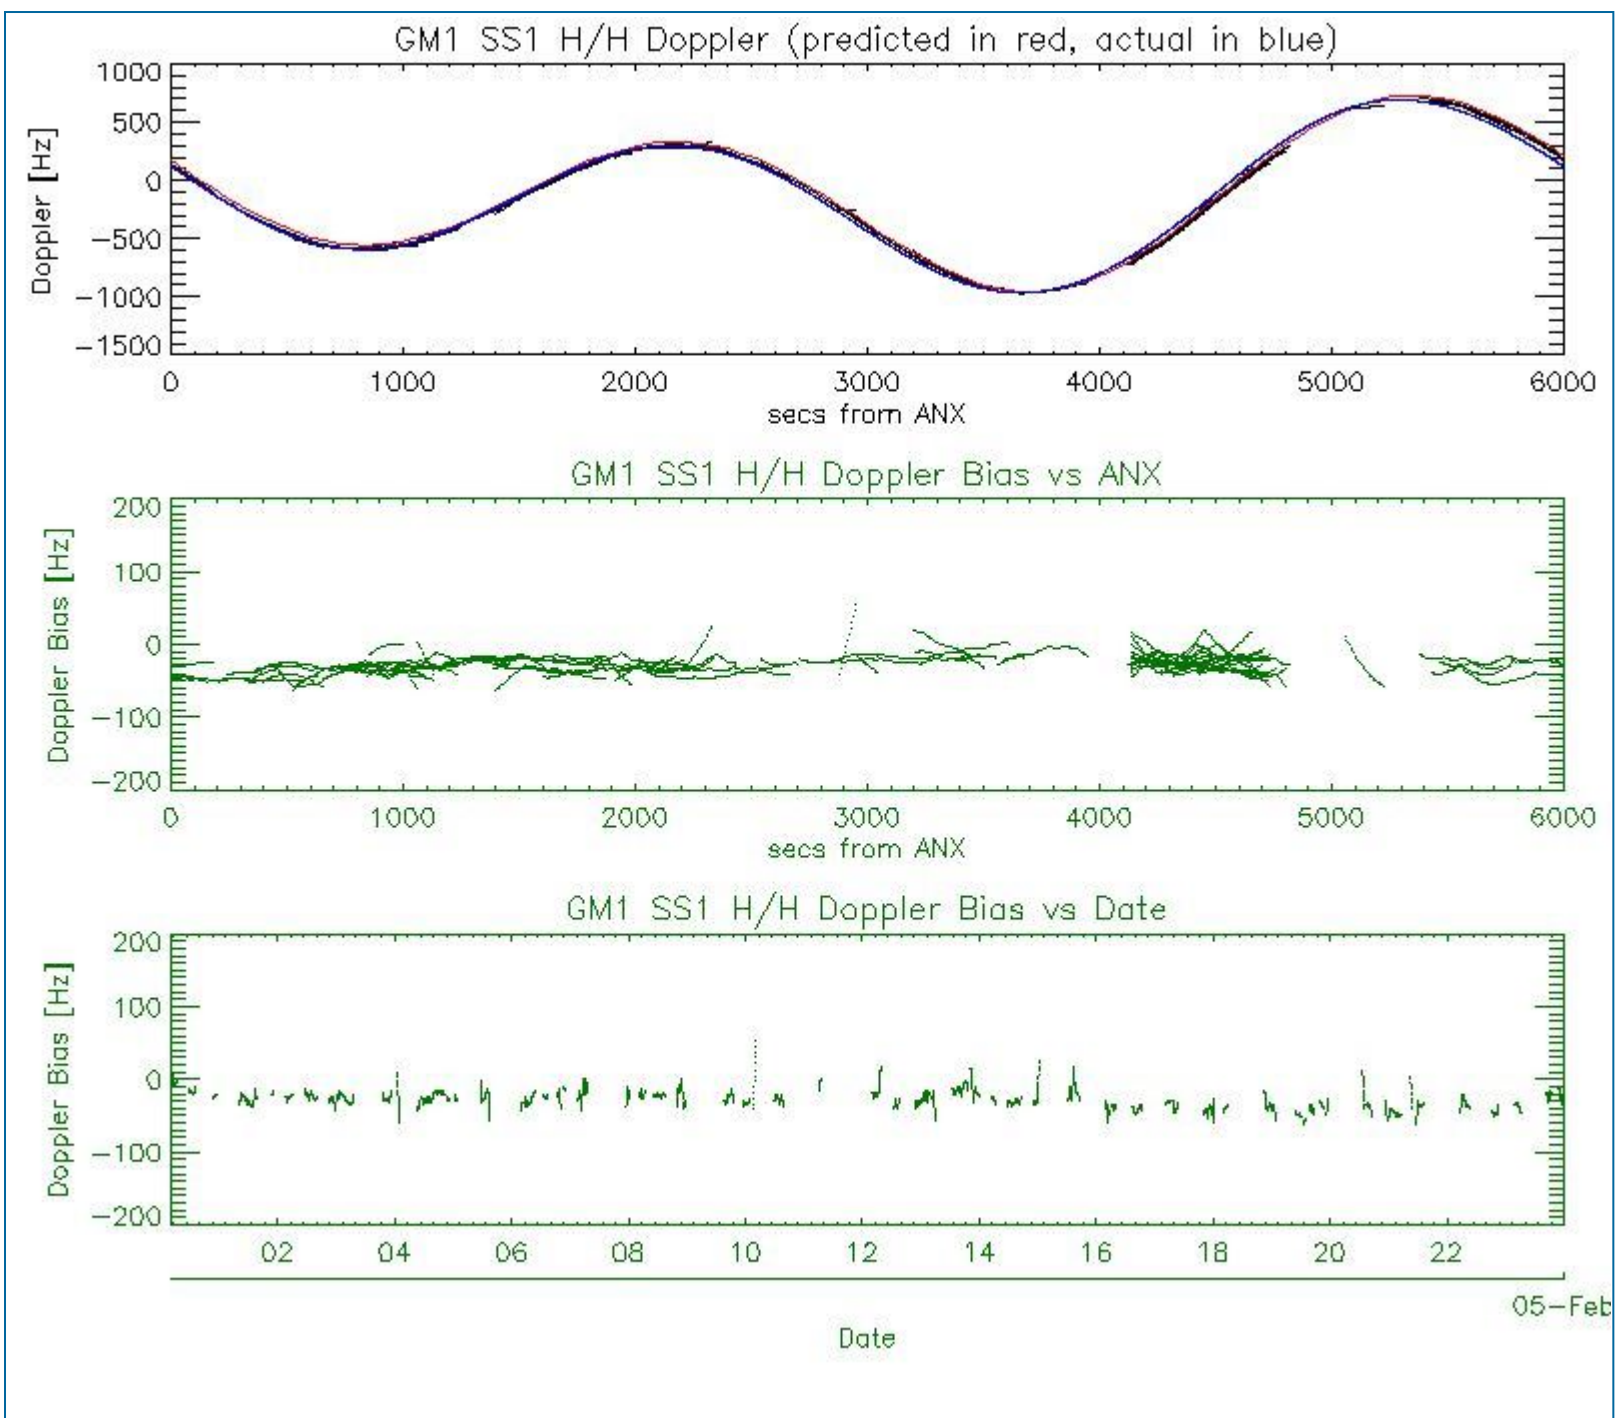 GM1 SS1 H/H Doppler (predicted in red, actual in blue)
Doppler [Hz]
1000
500
0
-500
-1000
-1500
0 1000 2000 3000 4000 5000 6000
secs from ANX
GM1 SS1 H/H Doppler Bias vs ANX
Doppler Bias [Hz]
200
100
0
-100
-200
0 1000 2000 3000 4000 5000 6000
secs from ANX
GM1 SS1 H/H Doppler Bias vs Date
Doppler Bias [Hz]
200
100
0
-100
-200
02 04 06 08 10 12 14 16 18 20 22
05-Feb
Date